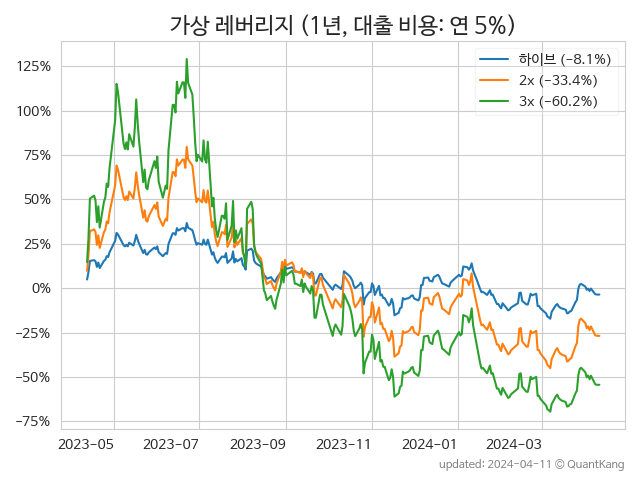 가상 레버리지 (1년, 대출 비용: 연 5%)
하이브 (−8.1%)
2x (−33.4%)
3x (−60.2%)
125%
100%
75%
50%
25%
0%
−25%
−50%
−75%
2023-05 2023-07 2023-09 2023-11 2024-01 2024-03
updated: 2024-04-11 © QuantKang